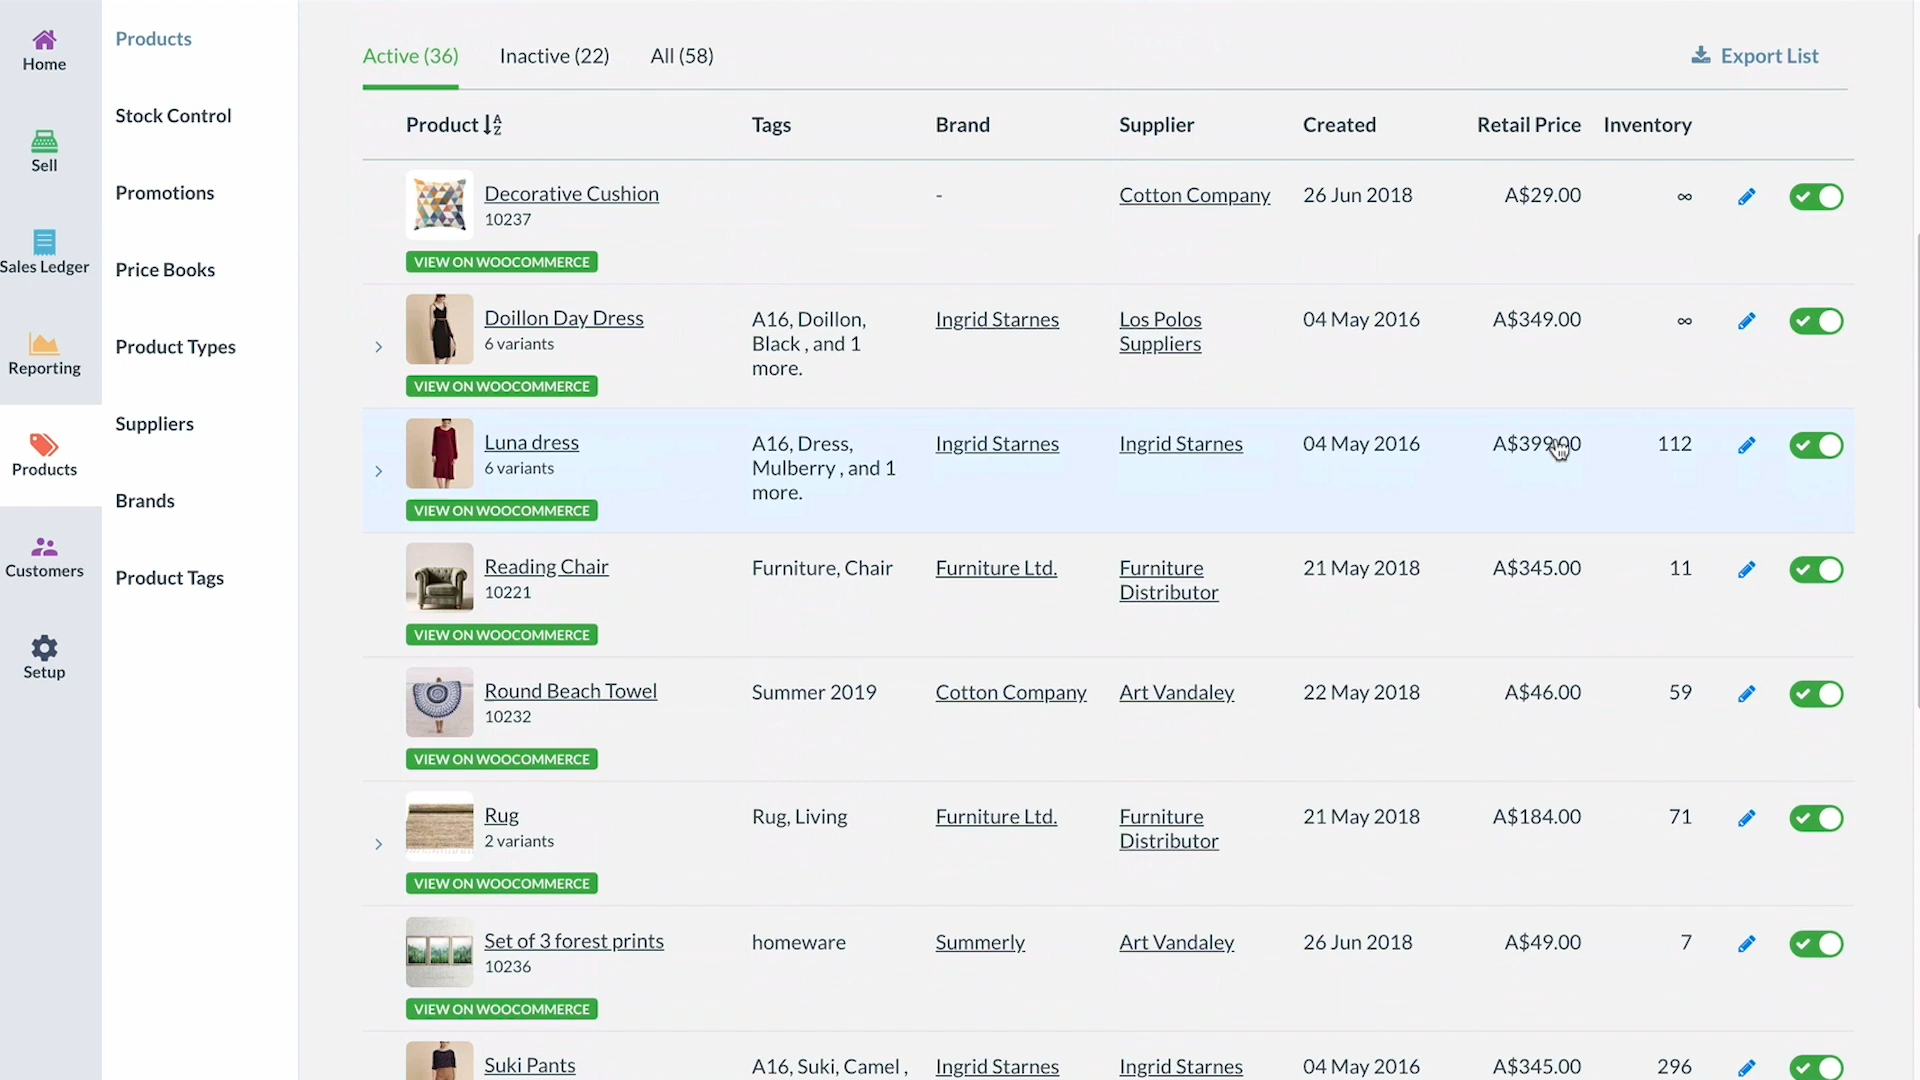 Home
Sell
Sales Ledger
Reporting
Products
Customers
Setup
Products
Stock Control
Promotions
Price Books
Product Types
Suppliers
Brands
Product Tags
Active (36) Inactive (22) All (58) Export List
Product Tags Brand Supplier Created Retail Price Inventory
Decorative Cushion - Cotton Company 26 Jun 2018 A$29.00 ∞
10237
VIEW ON WOOCOMMERCE
Doillon Day Dress A16, Doillon, Ingrid Starnes Los Polos 04 May 2016 A$349.00 ∞
6 variants Black , and 1 Suppliers
more.
VIEW ON WOOCOMMERCE
Luna dress A16, Dress, Ingrid Starnes Ingrid Starnes 04 May 2016 A$399.00 112
6 variants Mulberry , and 1
more.
VIEW ON WOOCOMMERCE
Reading Chair Furniture, Chair Furniture Ltd. Furniture 21 May 2018 A$345.00 11
10221 Distributor
VIEW ON WOOCOMMERCE
Round Beach Towel Summer 2019 Cotton Company Art Vandaley 22 May 2018 A$46.00 59
10232
VIEW ON WOOCOMMERCE
Rug Rug, Living Furniture Ltd. Furniture 21 May 2018 A$184.00 71
2 variants Distributor
VIEW ON WOOCOMMERCE
Set of 3 forest prints homeware Summerly Art Vandaley 26 Jun 2018 A$49.00 7
10236
VIEW ON WOOCOMMERCE
Suki Pants A16, Suki, Camel , Ingrid Starnes Ingrid Starnes 04 May 2016 A$345.00 296